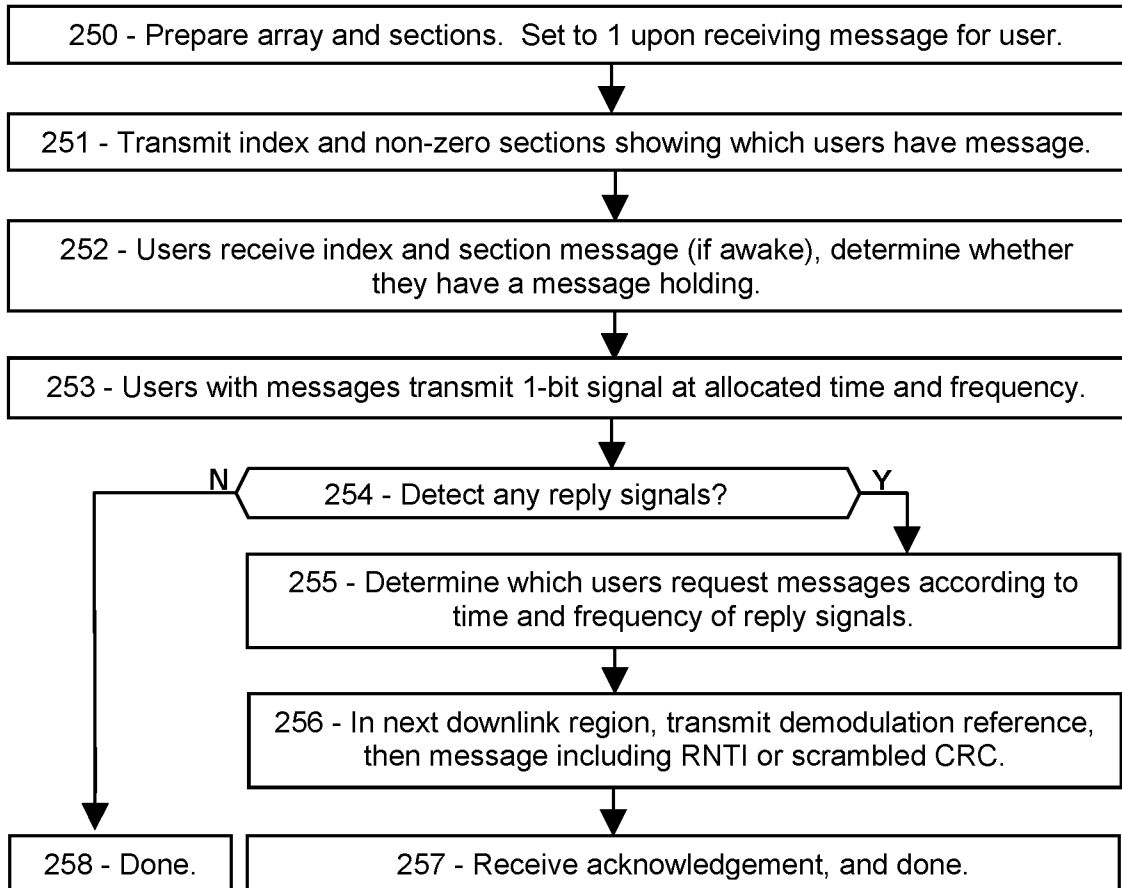 250 - Prepare array and sections.  Set to 1 upon receiving message for user.
251 - Transmit index and non-zero sections showing which users have message.
252 - Users receive index and section message (if awake), determine whether
they have a message holding.
253 - Users with messages transmit 1-bit signal at allocated time and frequency.
N
254 - Detect any reply signals?
Y
255 - Determine which users request messages according to
time and frequency of reply signals.
256 - In next downlink region, transmit demodulation reference,
then message including RNTI or scrambled CRC.
258 - Done.
257 - Receive acknowledgement, and done.